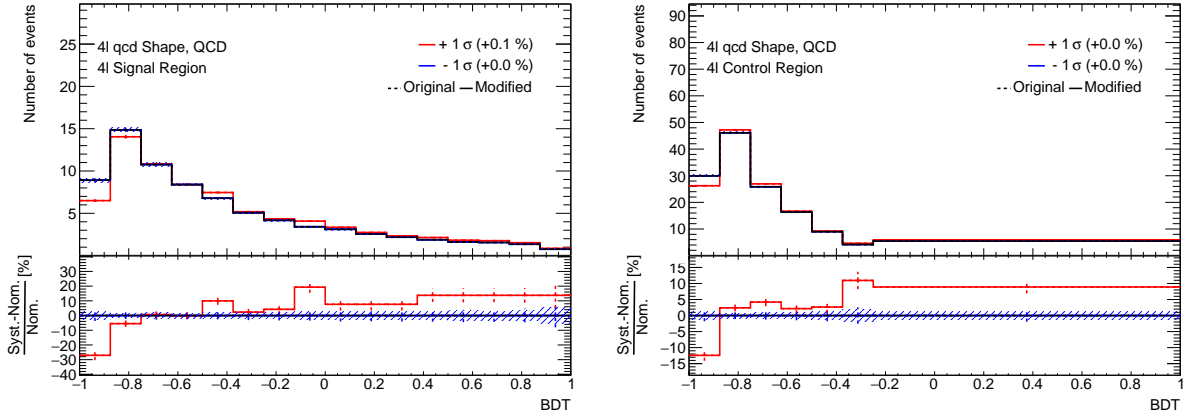 Number of events
4l qcd Shape, QCD
4l Signal Region
+ 1 σ (+0.1 %)
- 1 σ (+0.0 %)
Original Modified
25
20
15
10
5
Syst.-Nom. [%]
Nom.
30
20
10
0
−10
−20
−30
−40
−1 −0.8 −0.6 −0.4 −0.2 0 0.2 0.4 0.6 0.8 1
BDT
Number of events
4l qcd Shape, QCD
4l Control Region
+ 1 σ (+0.0 %)
- 1 σ (+0.0 %)
Original Modified
90
80
70
60
50
40
30
20
10
Syst.-Nom. [%]
Nom.
15
10
5
0
−5
−10
−15
−1 −0.8 −0.6 −0.4 −0.2 0 0.2 0.4 0.6 0.8 1
BDT